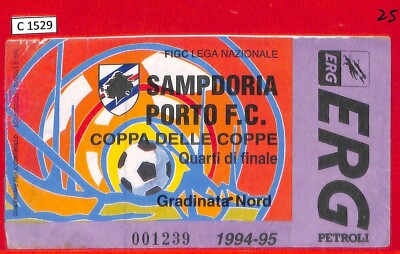 C 1529
25
FIGC LEGA NAZIONALE
SAMPDORIA
PORTO F.C.
COPPA DELLE COPPE
Quarti di finale
Gradinata Nord
001239
1994-95
ERG
ERG
PETROLI